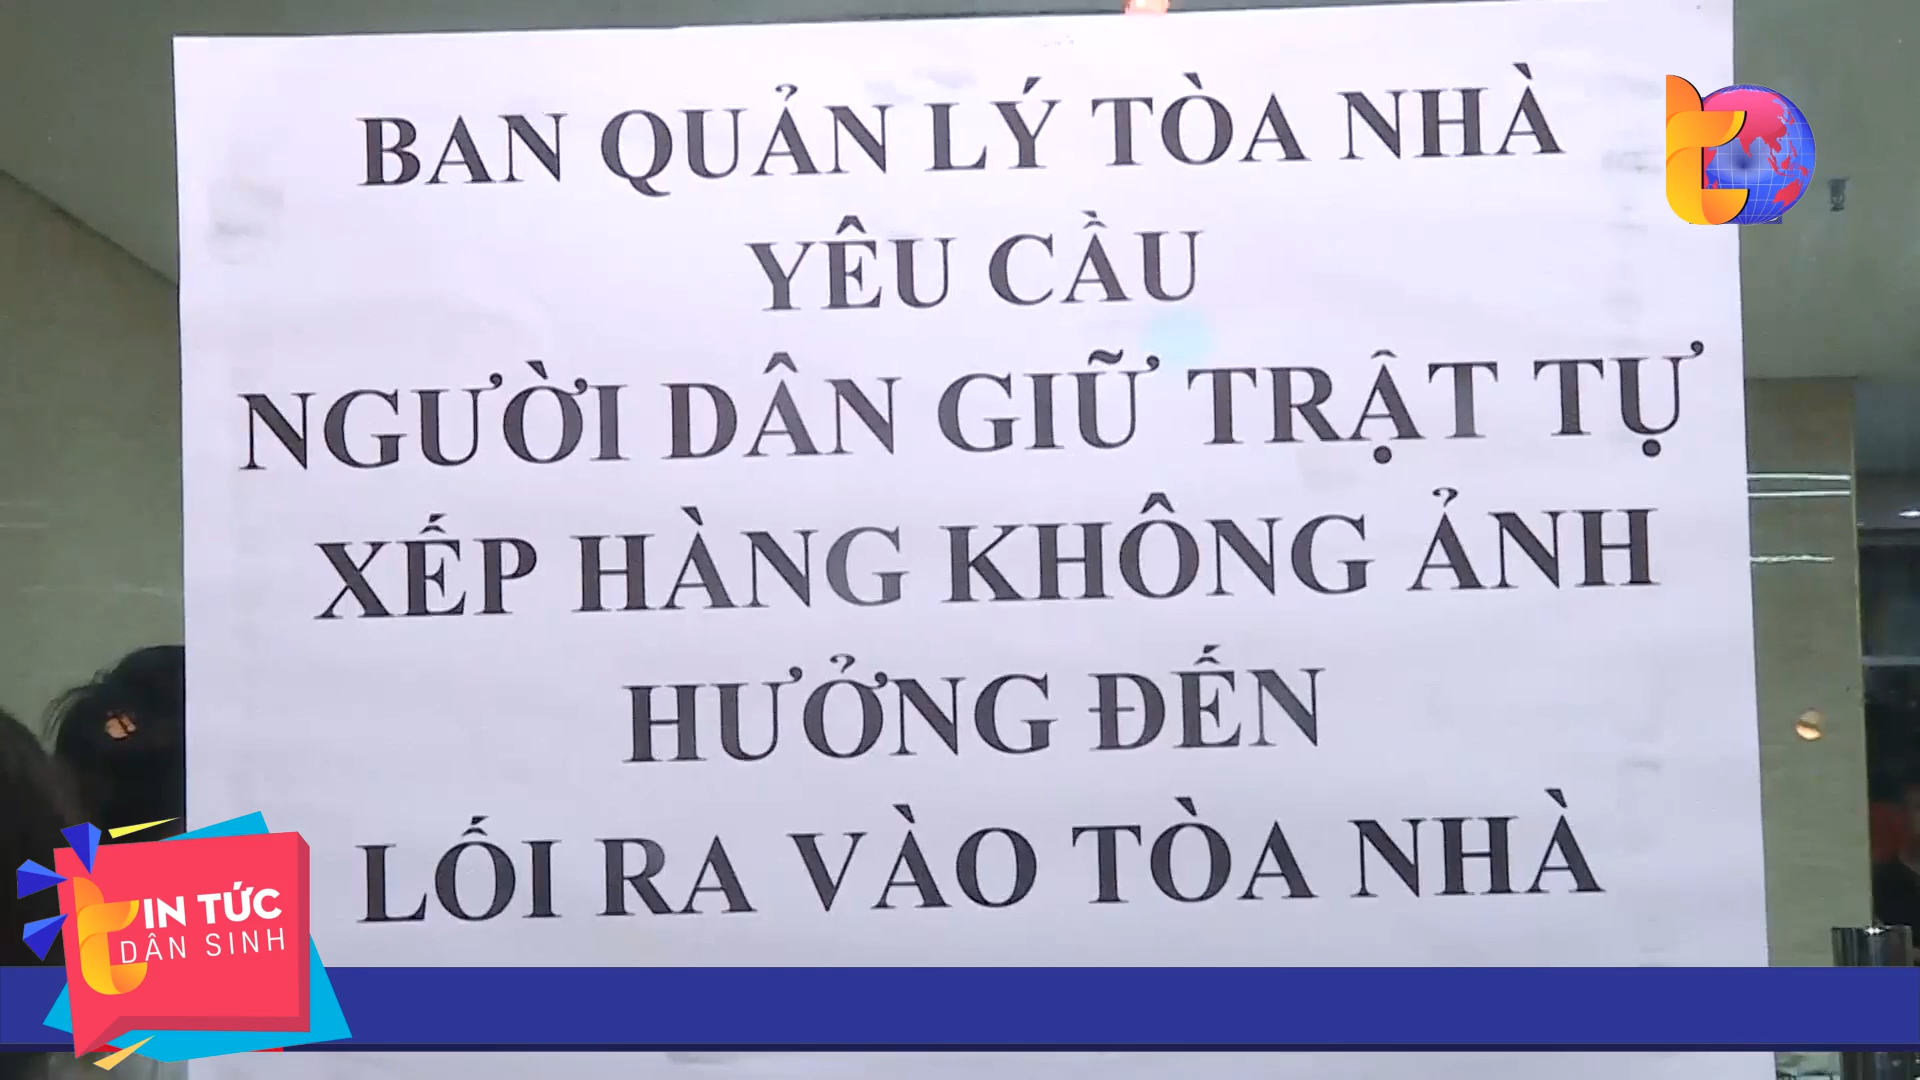 BAN QUẢN LÝ TÒA NHÀ
YÊU CẦU
NGƯỜI DÂN GIỮ TRẬT TỰ
XẾP HÀNG KHÔNG ẢNH
HƯỞNG ĐẾN
LỐI RA VÀO TÒA NHÀ
TIN TỨC
DÂN SINH